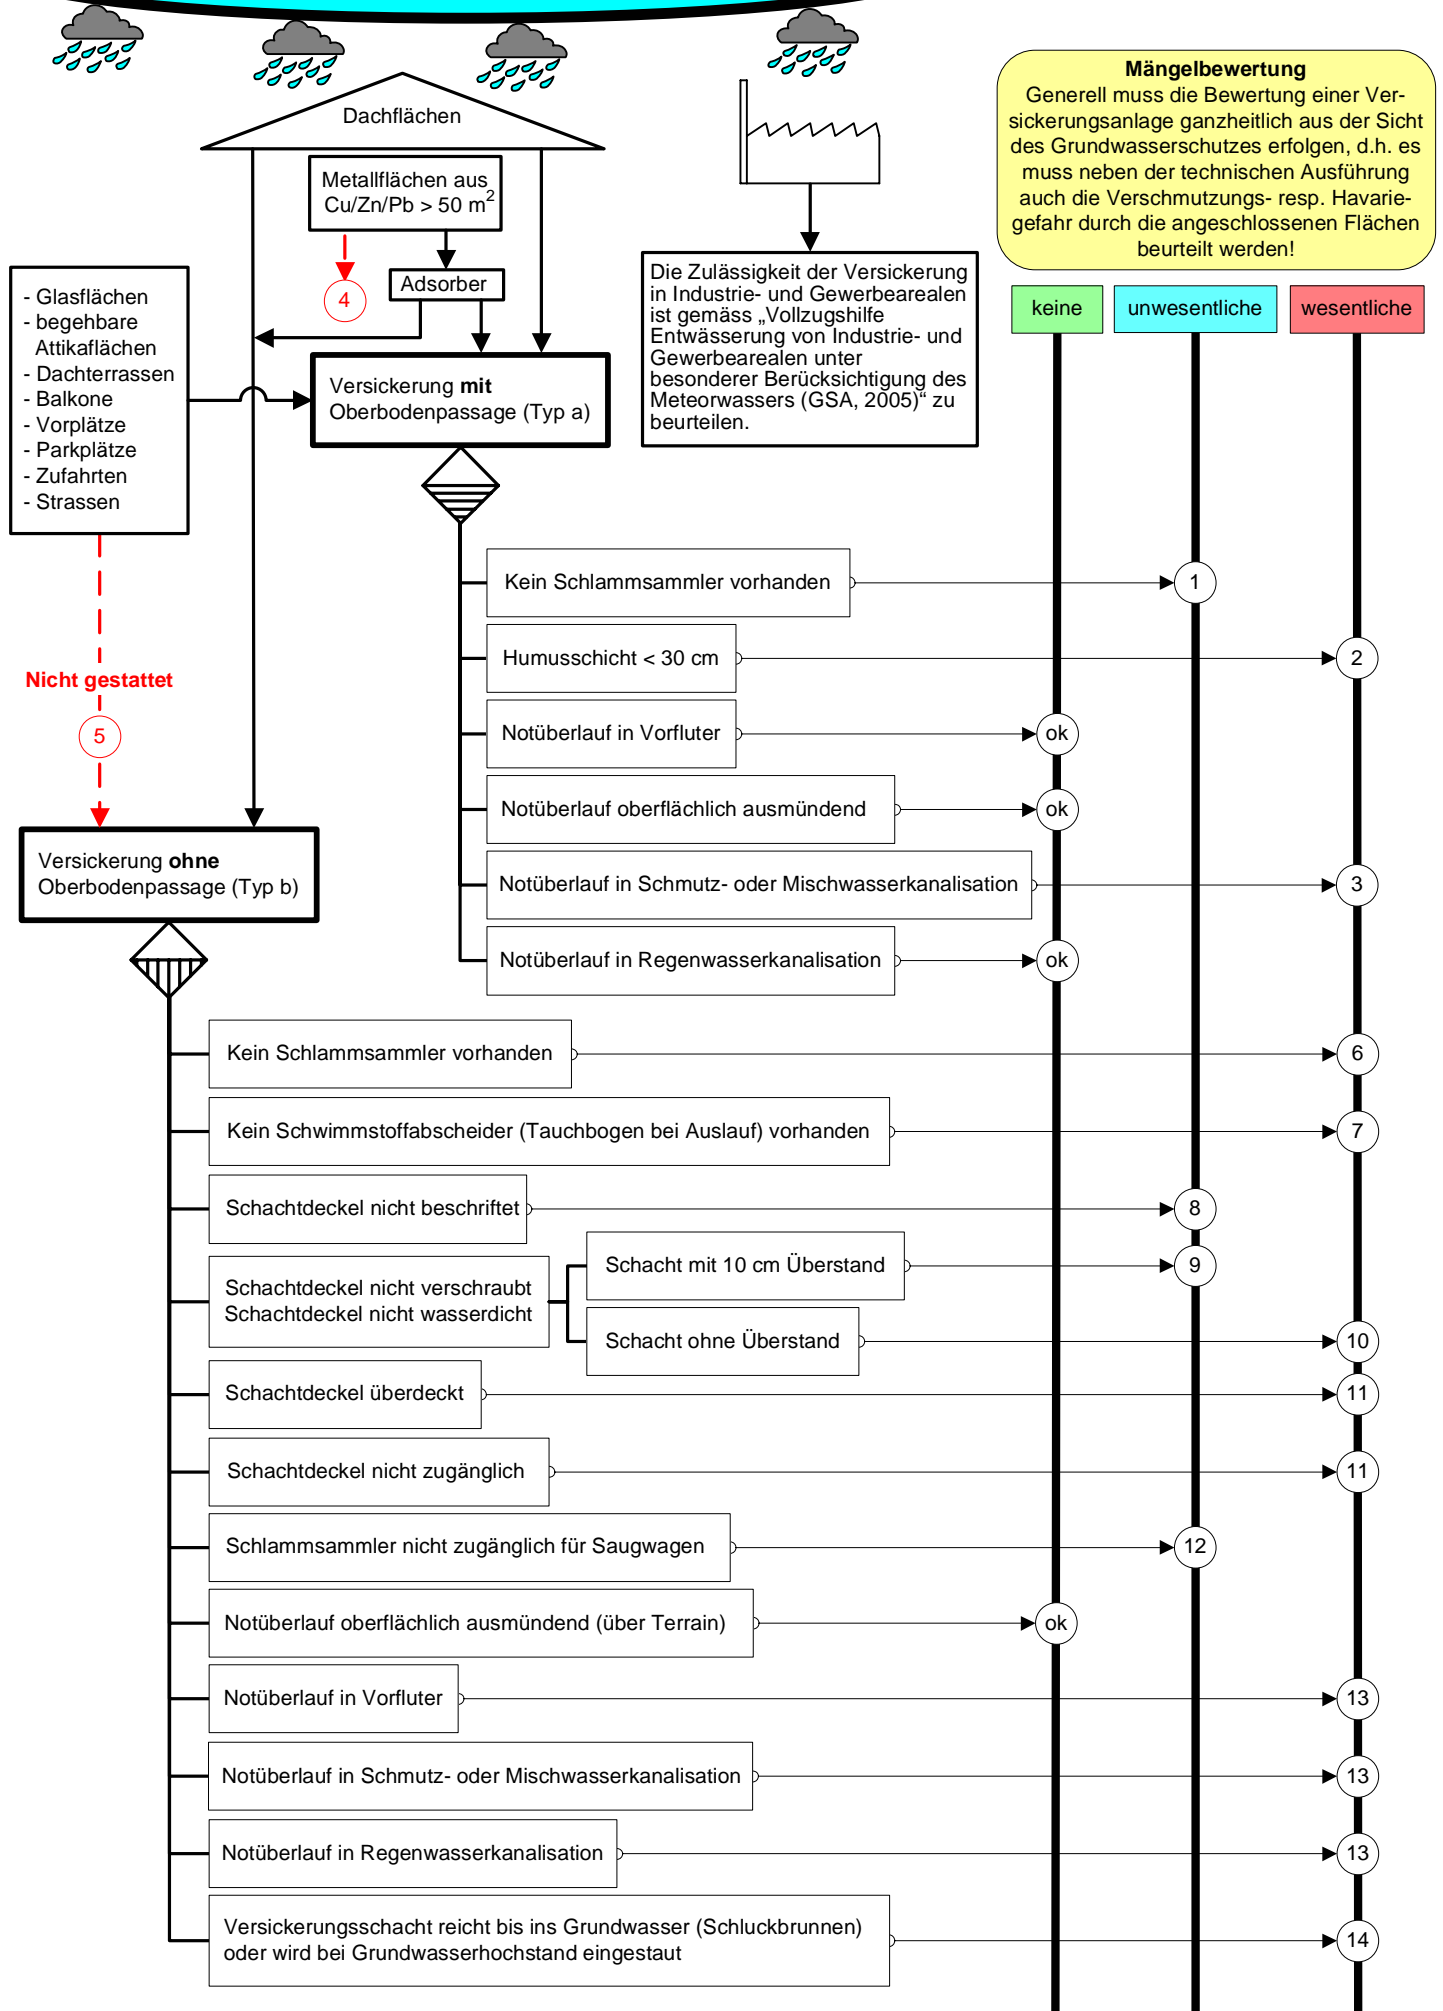 Mängelbewertung
Generell muss die Bewertung einer Ver-
sickerungsanlage ganzheitlich aus der Sicht
des Grundwasserschutzes erfolgen, d.h. es
muss neben der technischen Ausführung
auch die Verschmutzungs- resp. Havarie-
gefahr durch die angeschlossenen Flächen
beurteilt werden!
keine
unwesentliche
wesentliche
Dachflächen
Metallflächen aus
Cu/Zn/Pb > 50 m²
4
Adsorber
- Glasflächen
- begehbare
Attikaflächen
- Dachterrassen
- Balkone
- Vorplätze
- Parkplätze
- Zufahrten
- Strassen
Versickerung mit
Oberbodenpassage (Typ a)
Die Zulässigkeit der Versickerung
in Industrie- und Gewerbearealen
ist gemäss „Vollzugshilfe
Entwässerung von Industrie- und
Gewerbearealen unter
besonderer Berücksichtigung des
Meteorwassers (GSA, 2005)“ zu
beurteilen.
Kein Schlammsammler vorhanden
1
Humusschicht < 30 cm
2
Nicht gestattet
5
Notüberlauf in Vorfluter
ok
Notüberlauf oberflächlich ausmündend
ok
Versickerung ohne
Oberbodenpassage (Typ b)
Notüberlauf in Schmutz- oder Mischwasserkanalisation
3
Notüberlauf in Regenwasserkanalisation
ok
Kein Schlammsammler vorhanden
6
Kein Schwimmstoffabscheider (Tauchbogen bei Auslauf) vorhanden
7
Schachtdeckel nicht beschriftet
8
Schachtdeckel nicht verschraubt
Schachtdeckel nicht wasserdicht
Schacht mit 10 cm Überstand
9
Schacht ohne Überstand
10
Schachtdeckel überdeckt
11
Schachtdeckel nicht zugänglich
11
Schlammsammler nicht zugänglich für Saugwagen
12
Notüberlauf oberflächlich ausmündend (über Terrain)
ok
Notüberlauf in Vorfluter
13
Notüberlauf in Schmutz- oder Mischwasserkanalisation
13
Notüberlauf in Regenwasserkanalisation
13
Versickerungsschacht reicht bis ins Grundwasser (Schluckbrunnen)
oder wird bei Grundwasserhochstand eingestaut
14